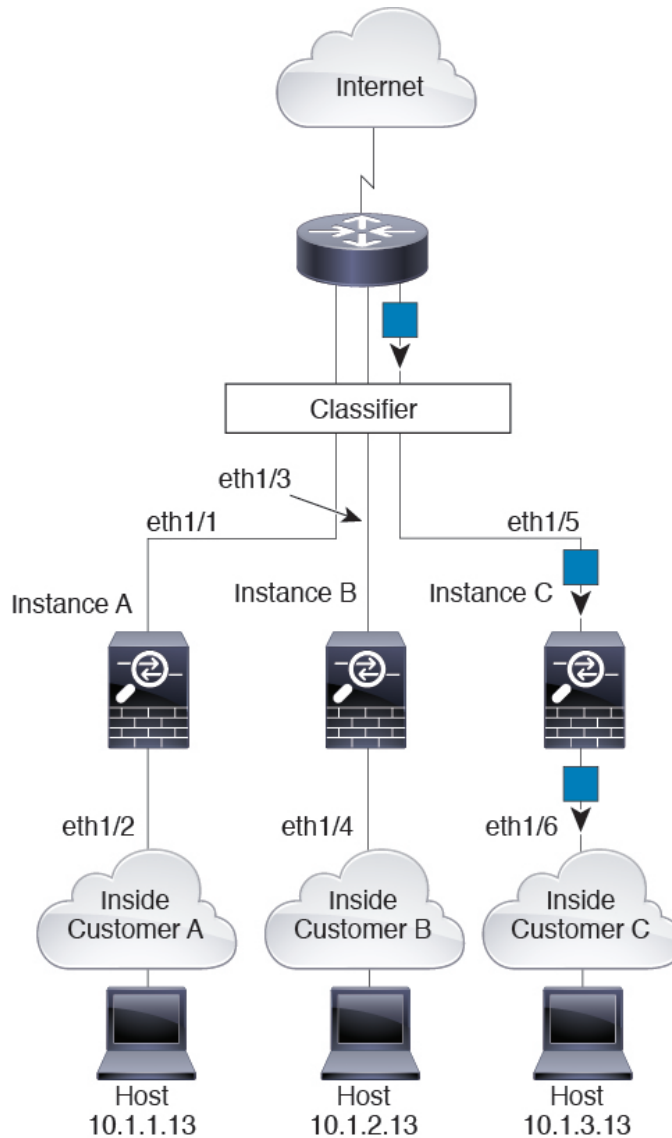 Internet
Classifier
eth1/3
eth1/1
eth1/5
Instance A
Instance B
Instance C
eth1/2
eth1/4
eth1/6
Inside
Customer A
Inside
Customer B
Inside
Customer C
Host
10.1.1.13
Host
10.1.2.13
Host
10.1.3.13